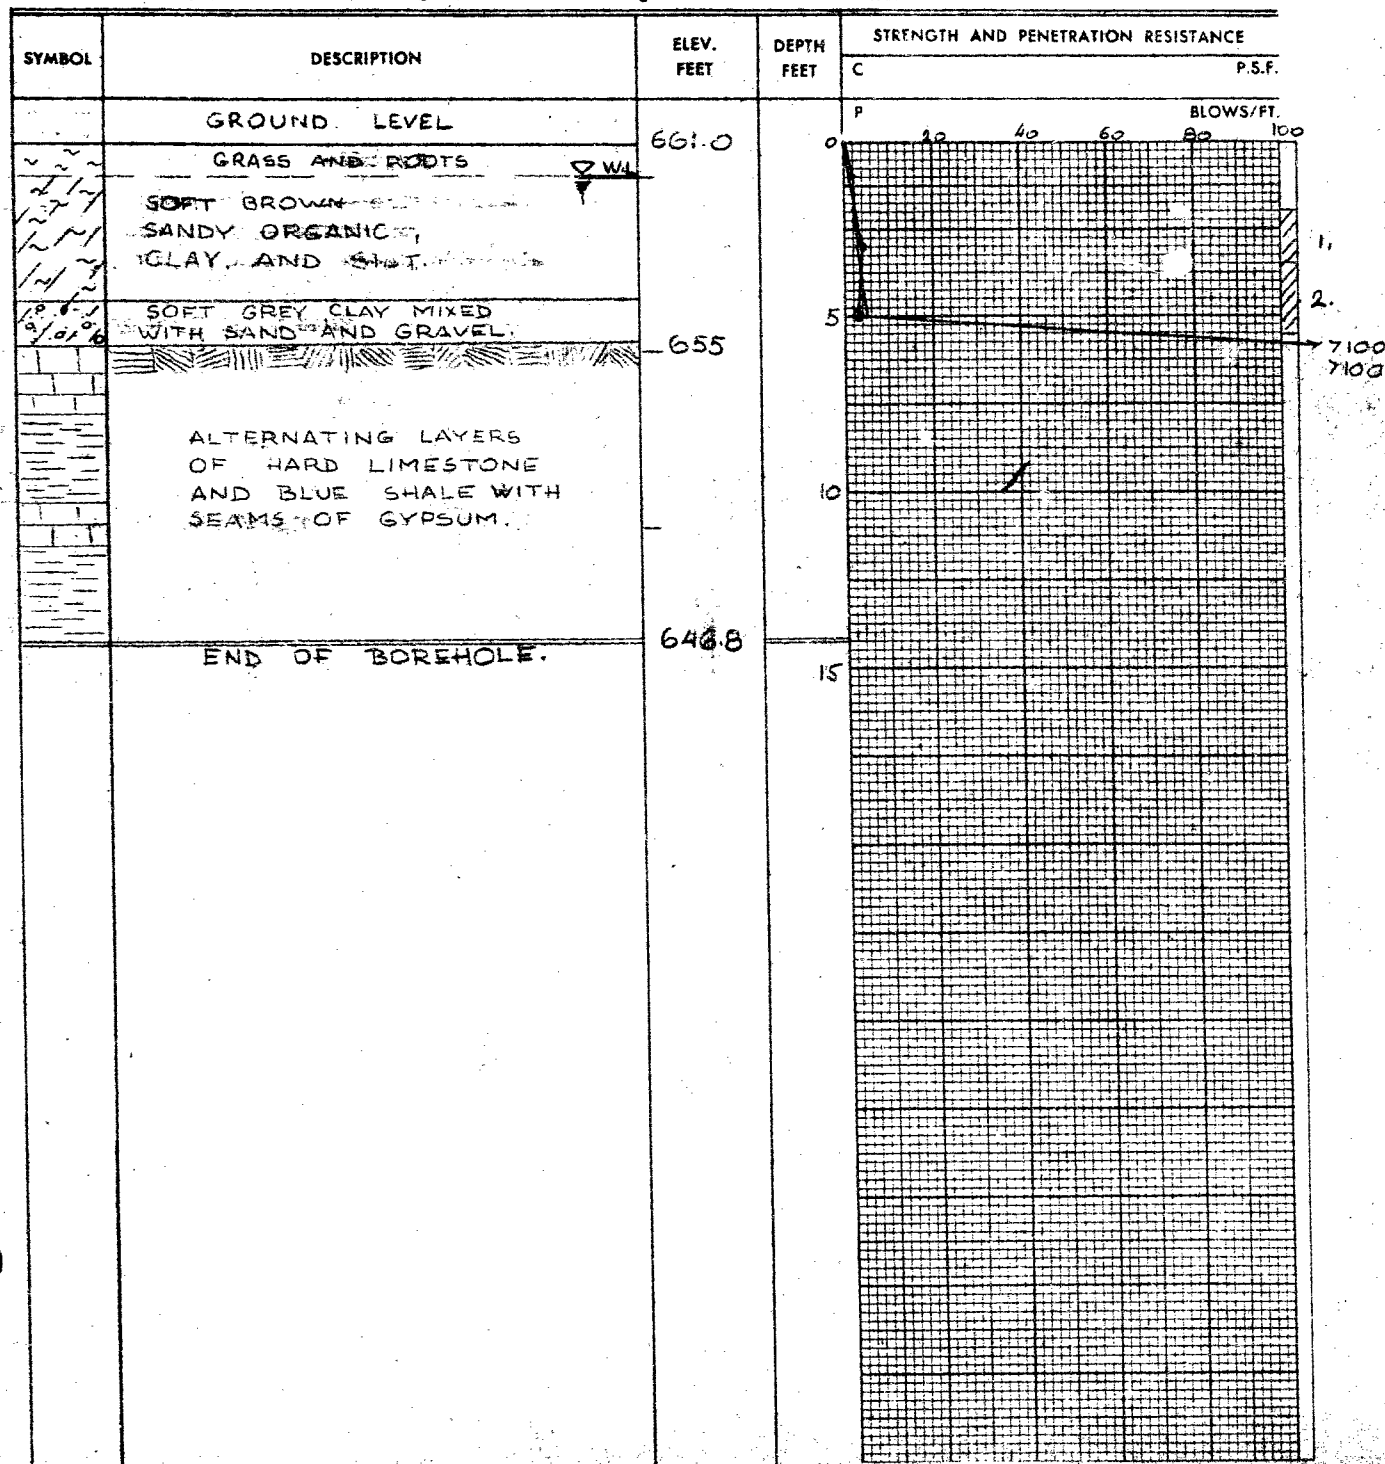 SYMBOL
DESCRIPTION
ELEV. FEET
DEPTH FEET
STRENGTH AND PENETRATION RESISTANCE
C P.S.F.
P BLOWS/FT.
0 20 40 60 80 100
GROUND LEVEL
661.0
GRASS AND ROOTS
W.L.
SOFT BROWN
SANDY ORGANIC,
CLAY, AND SILT.
1.
2.
SOFT GREY CLAY MIXED
WITH SAND AND GRAVEL.
5
655
>100
>100
ALTERNATING LAYERS
OF HARD LIMESTONE
AND BLUE SHALE WITH
SEAMS OF GYPSUM.
10
END OF BOREHOLE.
15